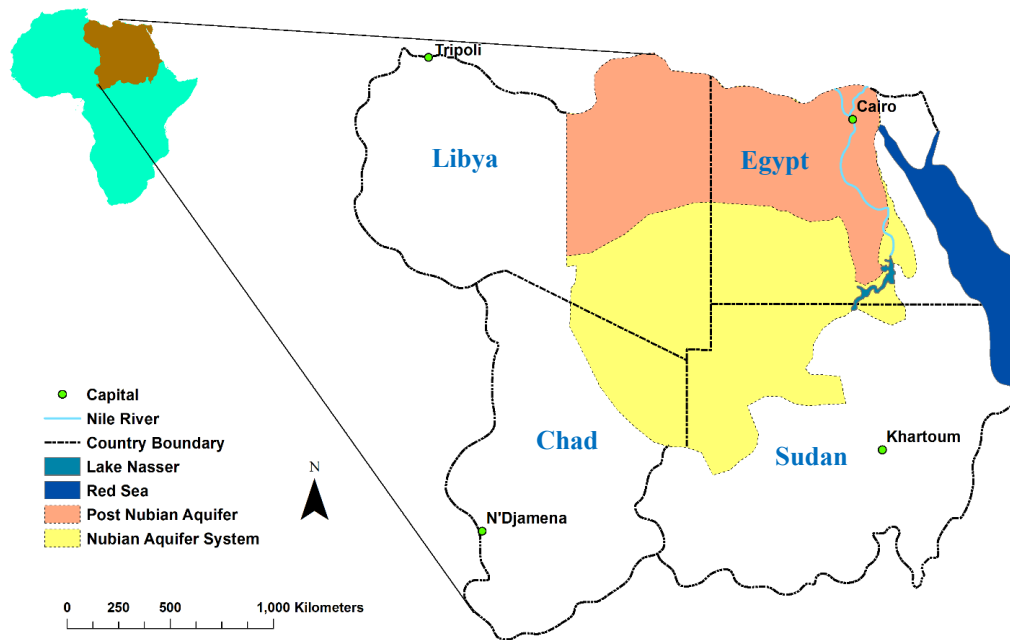 Tripoli
Cairo
Libya
Egypt
Capital
Nile River
Country Boundary
Lake Nasser
Red Sea
Post Nubian Aquifer
Nubian Aquifer System
N
Chad
Sudan
Khartoum
N'Djamena
0 250 500 1,000 Kilometers